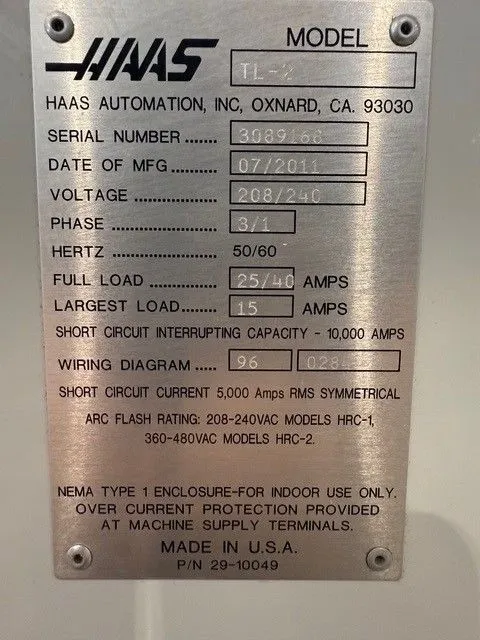 HAAS
MODEL
TL-2
HAAS AUTOMATION, INC, OXNARD, CA. 93030
SERIAL NUMBER ....... 3089168
DATE OF MFG.......... 07/2011
VOLTAGE ................ 208/240
PHASE .................... 3/1
HERTZ .................... 50/60
FULL LOAD .............. 25/40 AMPS
LARGEST LOAD........ 15 AMPS
SHORT CIRCUIT INTERRUPTING CAPACITY - 10,000 AMPS
WIRING DIAGRAM ..... 96
SHORT CIRCUIT CURRENT 5,000 Amps RMS SYMMETRICAL
ARC FLASH RATING: 208-240VAC MODELS HRC-1,
360-480VAC MODELS HRC-2.
NEMA TYPE 1 ENCLOSURE-FOR INDOOR USE ONLY.
OVER CURRENT PROTECTION PROVIDED
AT MACHINE SUPPLY TERMINALS.
MADE IN U.S.A.
P/N 29-10049